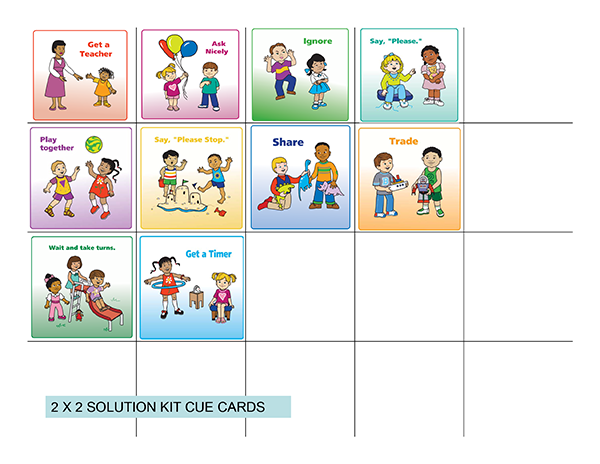 Get a
Teacher
Ask
Nicely
Ignore
Say, "Please."
Play
together
Say, "Please Stop."
Share
Trade
Wait and take turns.
Get a Timer
2 X 2 SOLUTION KIT CUE CARDS